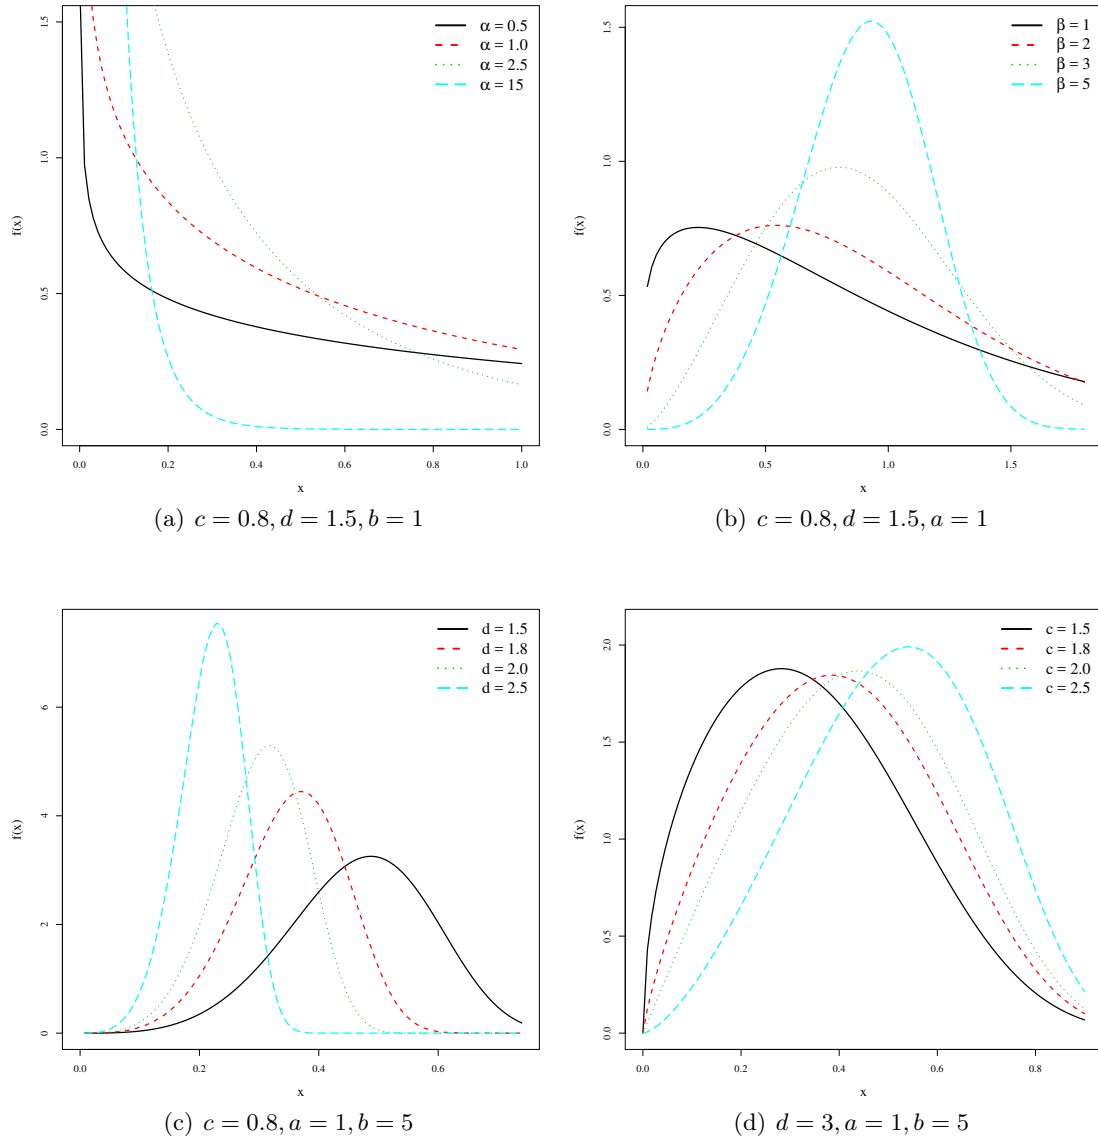 α = 0.5
α = 1.0
α = 2.5
α = 15
f(x)
0.0 0.5 1.0 1.5
0.0 0.2 0.4 0.6 0.8 1.0
x
(a) c = 0.8, d = 1.5, b = 1
β = 1
β = 2
β = 3
β = 5
f(x)
0.0 0.5 1.0 1.5
0.0 0.5 1.0 1.5
x
(b) c = 0.8, d = 1.5, a = 1
d = 1.5
d = 1.8
d = 2.0
d = 2.5
f(x)
0 2 4 6
0.0 0.2 0.4 0.6
x
(c) c = 0.8, a = 1, b = 5
c = 1.5
c = 1.8
c = 2.0
c = 2.5
f(x)
0.0 0.5 1.0 1.5 2.0
0.0 0.2 0.4 0.6 0.8
x
(d) d = 3, a = 1, b = 5